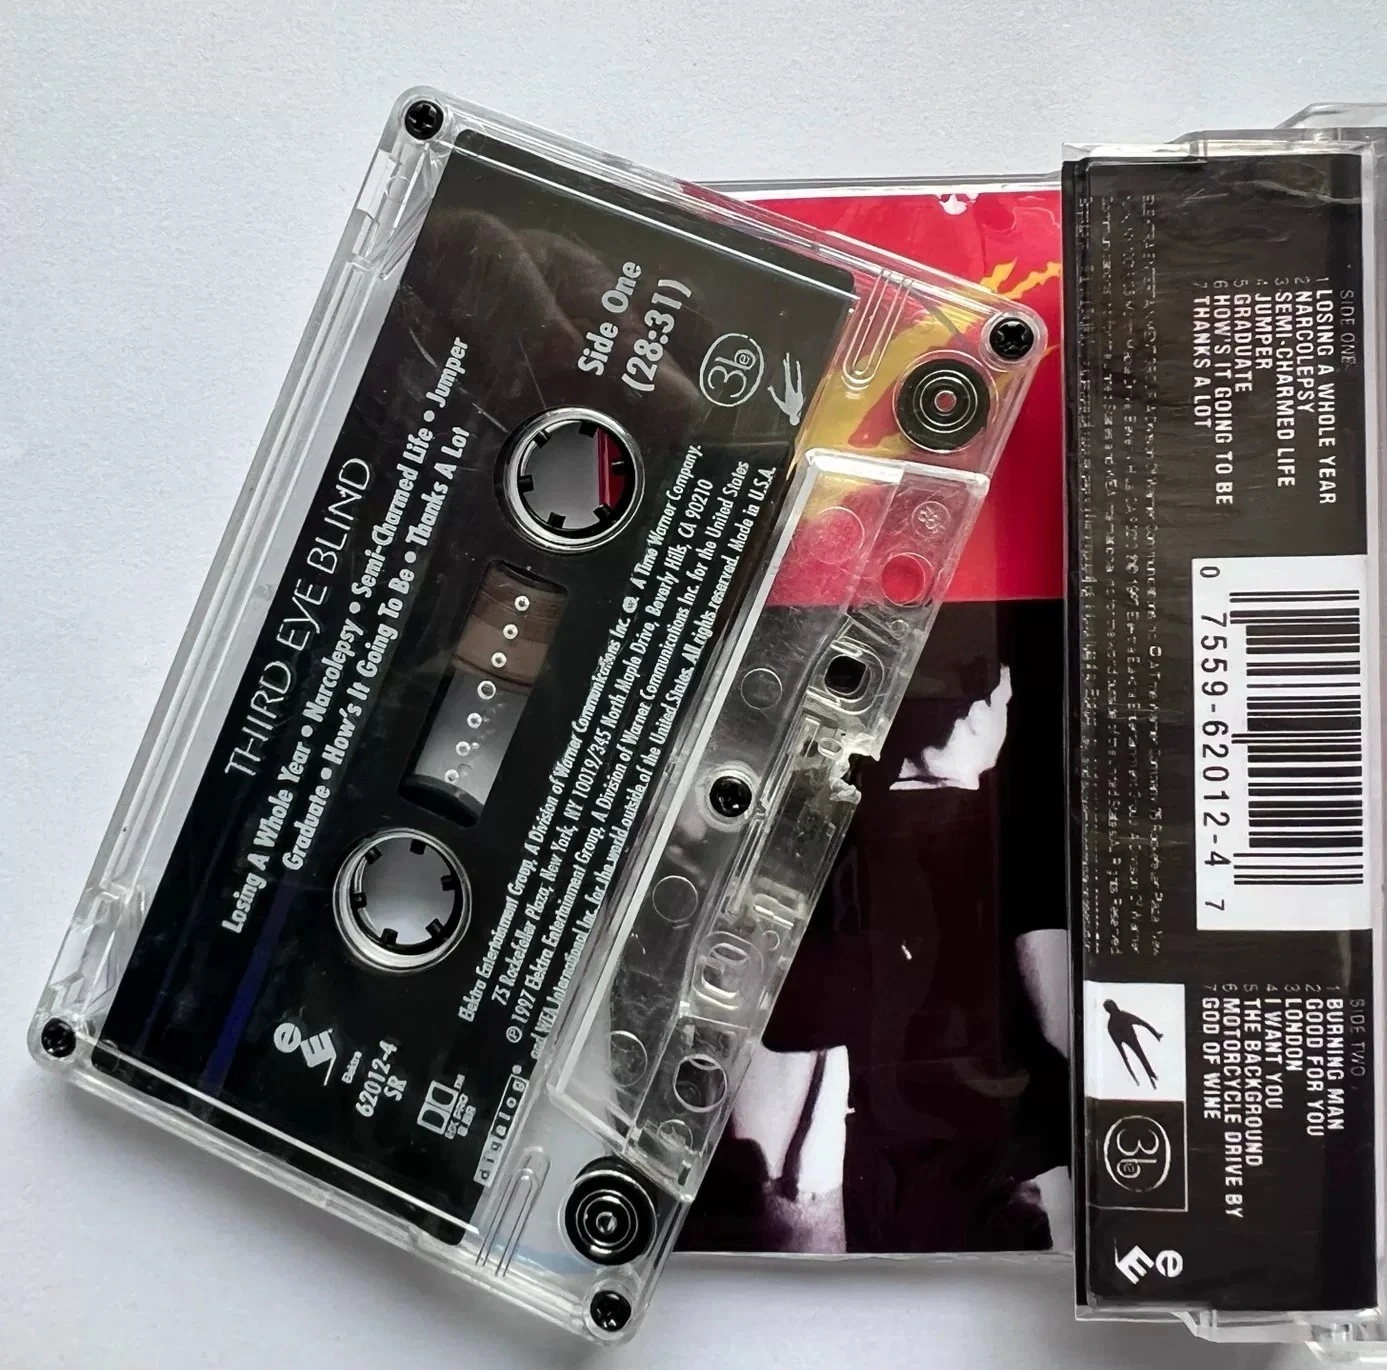 THIRD EYE BLIND
Losing A Whole Year • Narcolepsy • Semi-Charmed Life • Jumper
Graduate • How's It Going To Be • Thanks A Lot
Side One
(28:31)
3eb
e
Elektra
62012-4
SR
Elektra Entertainment Group, A Division of Warner Communications Inc. A Time Warner Company.
75 Rockefeller Plaza, New York, NY 10019/345 North Maple Drive, Beverly Hills, CA 90210
℗ 1997 Elektra Entertainment Group, A Division of Warner Communications Inc. for the United States
and WEA International Inc. for the world outside of the United States. All rights reserved. Made in U.S.A.
HX PRO
B NR
digalog
SIDE ONE
1 LOSING A WHOLE YEAR
2 NARCOLEPSY
3 SEMI-CHARMED LIFE
4 JUMPER
5 GRADUATE
6 HOW'S IT GOING TO BE
7 THANKS A LOT
0 7559-62012-4 7
SIDE TWO
1 BURNING MAN
2 GOOD FOR YOU
3 LONDON
4 I WANT YOU
5 THE BACKGROUND
6 MOTORCYCLE DRIVE BY
7 GOD OF WINE
3eb
e